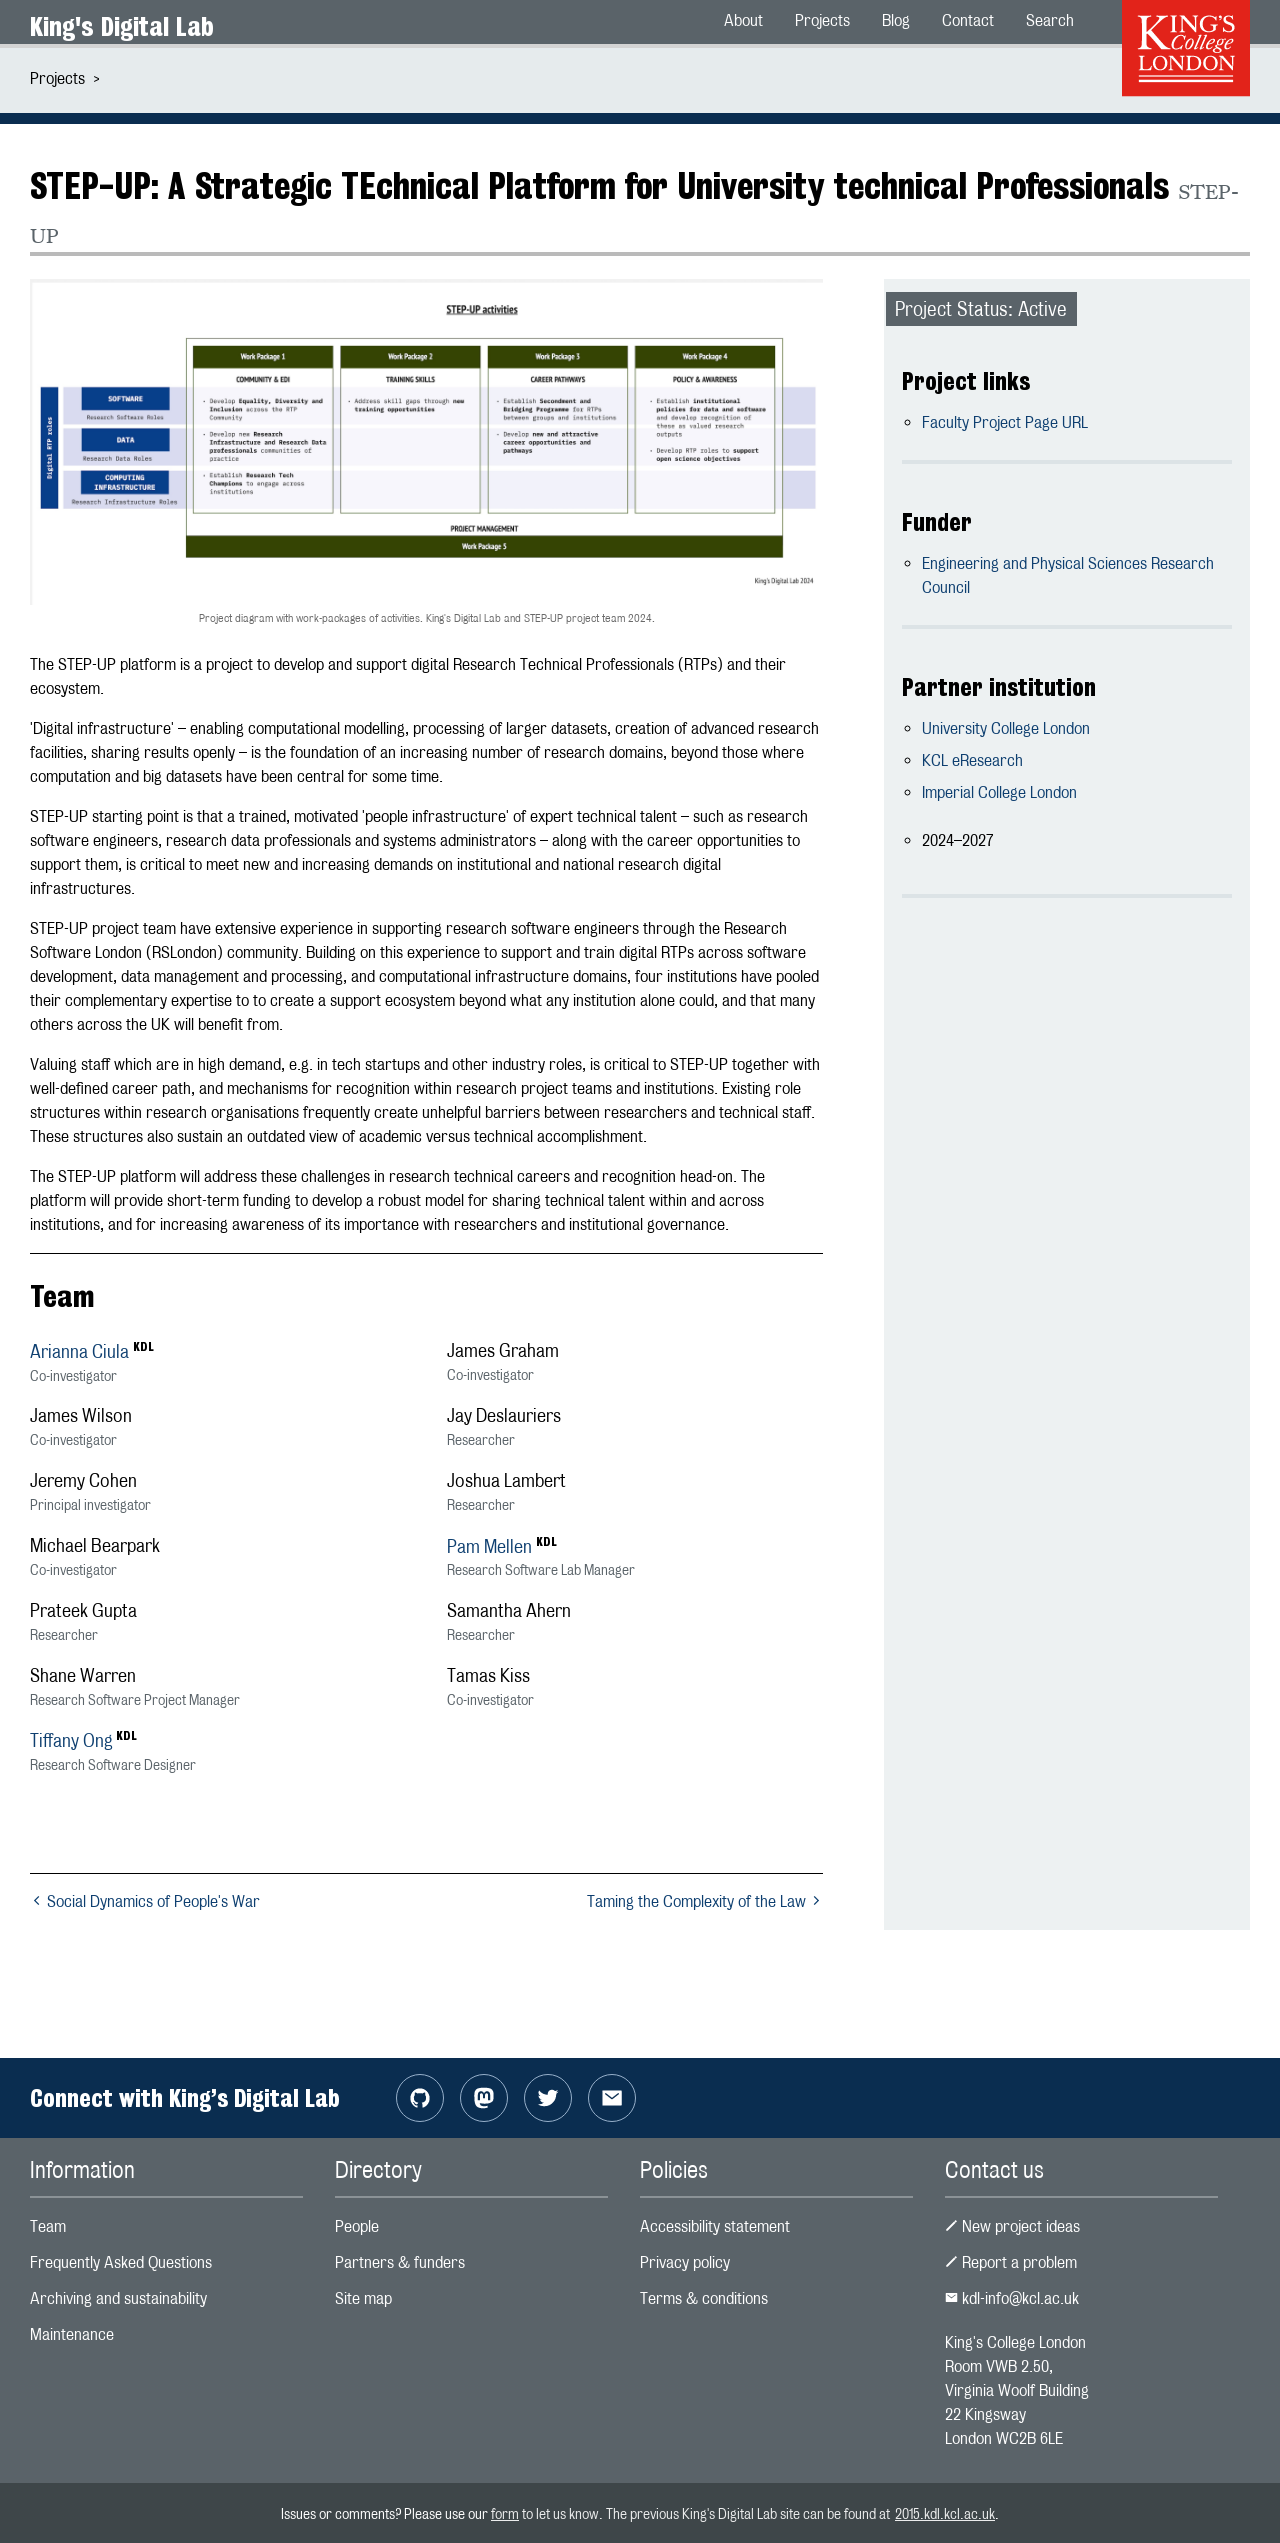 King's Digital Lab
About Projects Blog Contact Search
KING'S
College
LONDON
Projects >
STEP-UP: A Strategic TEchnical Platform for University technical Professionals STEP-
UP
STEP-UP activities
Work Package 1 Work Package 2 Work Package 3 Work Package 4
COMMUNITY & EDI TRAINING SKILLS CAREER PATHWAYS POLICY & AWARENESS
Digital RTP roles
SOFTWARE
Research Software Roles
DATA
Research Data Roles
COMPUTING
INFRASTRUCTURE
Research Infrastructure Roles
• Develop Equality, Diversity and
Inclusion across the RTP
Community
• Develop new Research
Infrastructure and Research Data
professionals communities of
practice
• Establish Research Tech
Champions to engage across
institutions
• Address skill gaps through new
training opportunities
• Establish Secondment and
Bridging Programme for RTPs
between groups and institutions
• Develop new and attractive
career opportunities and
pathways
• Establish institutional
policies for data and software
and develop recognition of
these as valued research
outputs
• Develop RTP roles to support
open science objectives
PROJECT MANAGEMENT
Work Package 5
King's Digital Lab 2024
Project diagram with work-packages of activities. King's Digital Lab and STEP-UP project team 2024.
The STEP-UP platform is a project to develop and support digital Research Technical Professionals (RTPs) and their
ecosystem.
'Digital infrastructure' – enabling computational modelling, processing of larger datasets, creation of advanced research
facilities, sharing results openly – is the foundation of an increasing number of research domains, beyond those where
computation and big datasets have been central for some time.
STEP-UP starting point is that a trained, motivated 'people infrastructure' of expert technical talent – such as research
software engineers, research data professionals and systems administrators – along with the career opportunities to
support them, is critical to meet new and increasing demands on institutional and national research digital
infrastructures.
STEP-UP project team have extensive experience in supporting research software engineers through the Research
Software London (RSLondon) community. Building on this experience to support and train digital RTPs across software
development, data management and processing, and computational infrastructure domains, four institutions have pooled
their complementary expertise to to create a support ecosystem beyond what any institution alone could, and that many
others across the UK will benefit from.
Valuing staff which are in high demand, e.g. in tech startups and other industry roles, is critical to STEP-UP together with
well-defined career path, and mechanisms for recognition within research project teams and institutions. Existing role
structures within research organisations frequently create unhelpful barriers between researchers and technical staff.
These structures also sustain an outdated view of academic versus technical accomplishment.
The STEP-UP platform will address these challenges in research technical careers and recognition head-on. The
platform will provide short-term funding to develop a robust model for sharing technical talent within and across
institutions, and for increasing awareness of its importance with researchers and institutional governance.
Team
Arianna Ciula KDL
Co-investigator
James Graham
Co-investigator
James Wilson
Co-investigator
Jay Deslauriers
Researcher
Jeremy Cohen
Principal investigator
Joshua Lambert
Researcher
Michael Bearpark
Co-investigator
Pam Mellen KDL
Research Software Lab Manager
Prateek Gupta
Researcher
Samantha Ahern
Researcher
Shane Warren
Research Software Project Manager
Tamas Kiss
Co-investigator
Tiffany Ong KDL
Research Software Designer
Social Dynamics of People's War
Taming the Complexity of the Law
Project Status: Active
Project links
Faculty Project Page URL
Funder
Engineering and Physical Sciences Research
Council
Partner institution
University College London
KCL eResearch
Imperial College London
2024–2027
Connect with King’s Digital Lab
Information
Team
Frequently Asked Questions
Archiving and sustainability
Maintenance
Directory
People
Partners & funders
Site map
Policies
Accessibility statement
Privacy policy
Terms & conditions
Contact us
New project ideas
Report a problem
kdl-info@kcl.ac.uk
King's College London
Room VWB 2.50,
Virginia Woolf Building
22 Kingsway
London WC2B 6LE
Issues or comments? Please use our form to let us know. The previous King's Digital Lab site can be found at 2015.kdl.kcl.ac.uk.